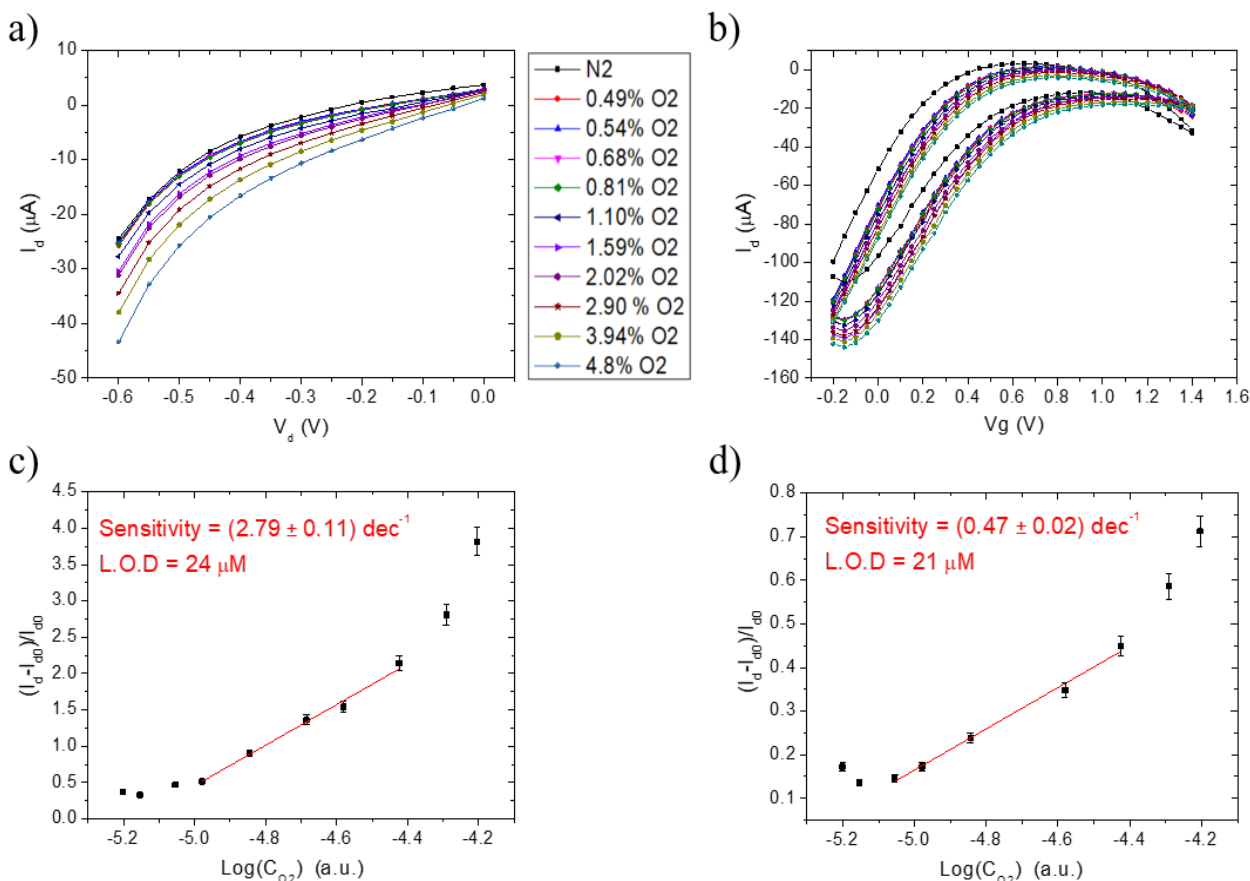 a)
10
0
-10
-20
-30
-40
-50
I_d (μA)
-0.6 -0.5 -0.4 -0.3 -0.2 -0.1 0.0
V_d (V)
N2
0.49% O2
0.54% O2
0.68% O2
0.81% O2
1.10% O2
1.59% O2
2.02% O2
2.90 % O2
3.94% O2
4.8% O2
b)
0
-20
-40
-60
-80
-100
-120
-140
-160
I_d (μA)
-0.2 0.0 0.2 0.4 0.6 0.8 1.0 1.2 1.4 1.6
Vg (V)
c)
4.5
4.0
3.5
3.0
2.5
2.0
1.5
1.0
0.5
0.0
(I_d-I_d0)/I_d0
Sensitivity = (2.79 ± 0.11) dec⁻¹
L.O.D = 24 μM
-5.2 -5.0 -4.8 -4.6 -4.4 -4.2
Log(C_O2) (a.u.)
d)
0.8
0.7
0.6
0.5
0.4
0.3
0.2
0.1
(I_d-I_d0)/I_d0
Sensitivity = (0.47 ± 0.02) dec⁻¹
L.O.D = 21 μM
-5.2 -5.0 -4.8 -4.6 -4.4 -4.2
Log(C_O2) (a.u.)